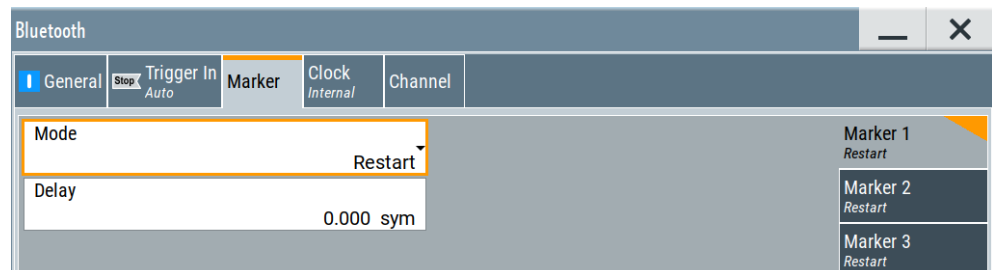 Bluetooth
General
Stop
Trigger In
Auto
Marker
Clock
Internal
Channel
Mode
Restart
Delay
0.000 sym
Marker 1
Restart
Marker 2
Restart
Marker 3
Restart